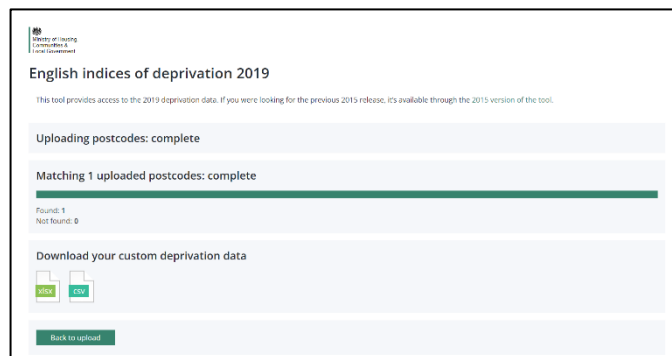 Ministry of Housing,
Communities &
Local Government
English indices of deprivation 2019
This tool provides access to the 2019 deprivation data. If you were looking for the previous 2015 release, it's available through the 2015 version of the tool.
Uploading postcodes: complete
Matching 1 uploaded postcodes: complete
Found: 1
Not found: 0
Download your custom deprivation data
xlsx csv
Back to upload